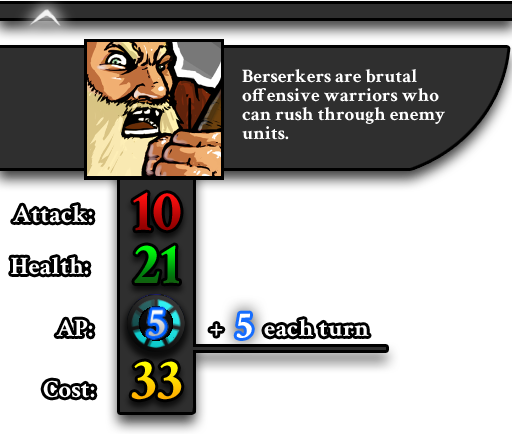 Berserkers are brutal
offensive warriors who
can rush through enemy
units.
Attack: 10
Health: 21
AP: 5 + 5 each turn
Cost: 33